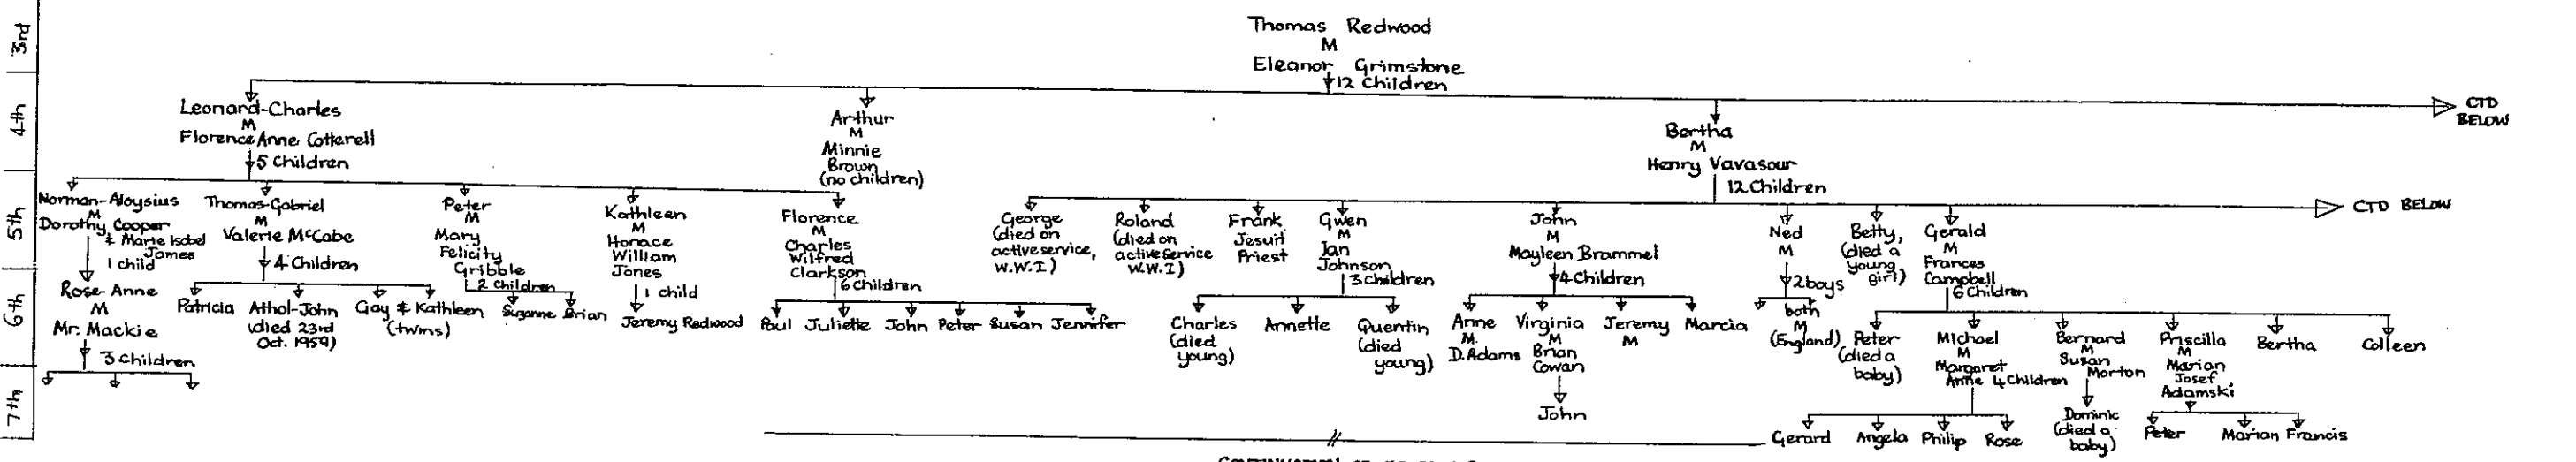 3rd
4th
5th
6th
7th
Thomas Redwood
M
Eleanor Grimstone
12 Children
Leonard-Charles
M
Florence Anne Cotterell
5 Children
Arthur
M
Minnie
Brown
(no children)
Bertha
M
Henry Vavasour
12 Children
CTD
BELOW
Norman-Aloysius
M
Dorothy Cooper
& Marie Isobel
James
1 child
Thomas-Gabriel
M
Valerie McCabe
4 Children
Peter
M
Mary
Felicity
Gribble
2 children
Kathleen
M
Horace
William
Jones
1 child
Florence
M
Charles
Wilfred
Clarkson
6 Children
George
(died on
active service,
W.W.I)
Roland
(died on
active service
W.W.I)
Frank
Jesuit
Priest
Gwen
M
Ian
Johnson
3 Children
John
M
Mayleen Brammel
4 Children
Ned
M
2 boys
Betty,
(died a
young
girl)
Gerald
M
Frances
Campbell
6 Children
CTD BELOW
Rose-Anne
M
Mr. Mackie
3 Children
Patricia
Athol-John
(died 23rd
Oct. 1959)
Gay & Kathleen
(twins)
Suzanne
Brian
Jeremy Redwood
Paul
Juliette
John
Peter
Susan
Jennifer
Charles
(died
young)
Annette
Quentin
(died
young)
Anne
M.
D. Adams
Virginia
M
Brian
Cowan
Jeremy
M
Marcia
both
M
(England)
Peter
(died a
baby)
Michael
M
Margaret
Anne 4 Children
Bernard
M
Susan
Morton
Priscilla
M
Marian
Josef
Adamski
Bertha
Colleen
John
Gerard
Angela
Philip
Rose
Dominic
(died a
baby)
Peter
Marian
Francis